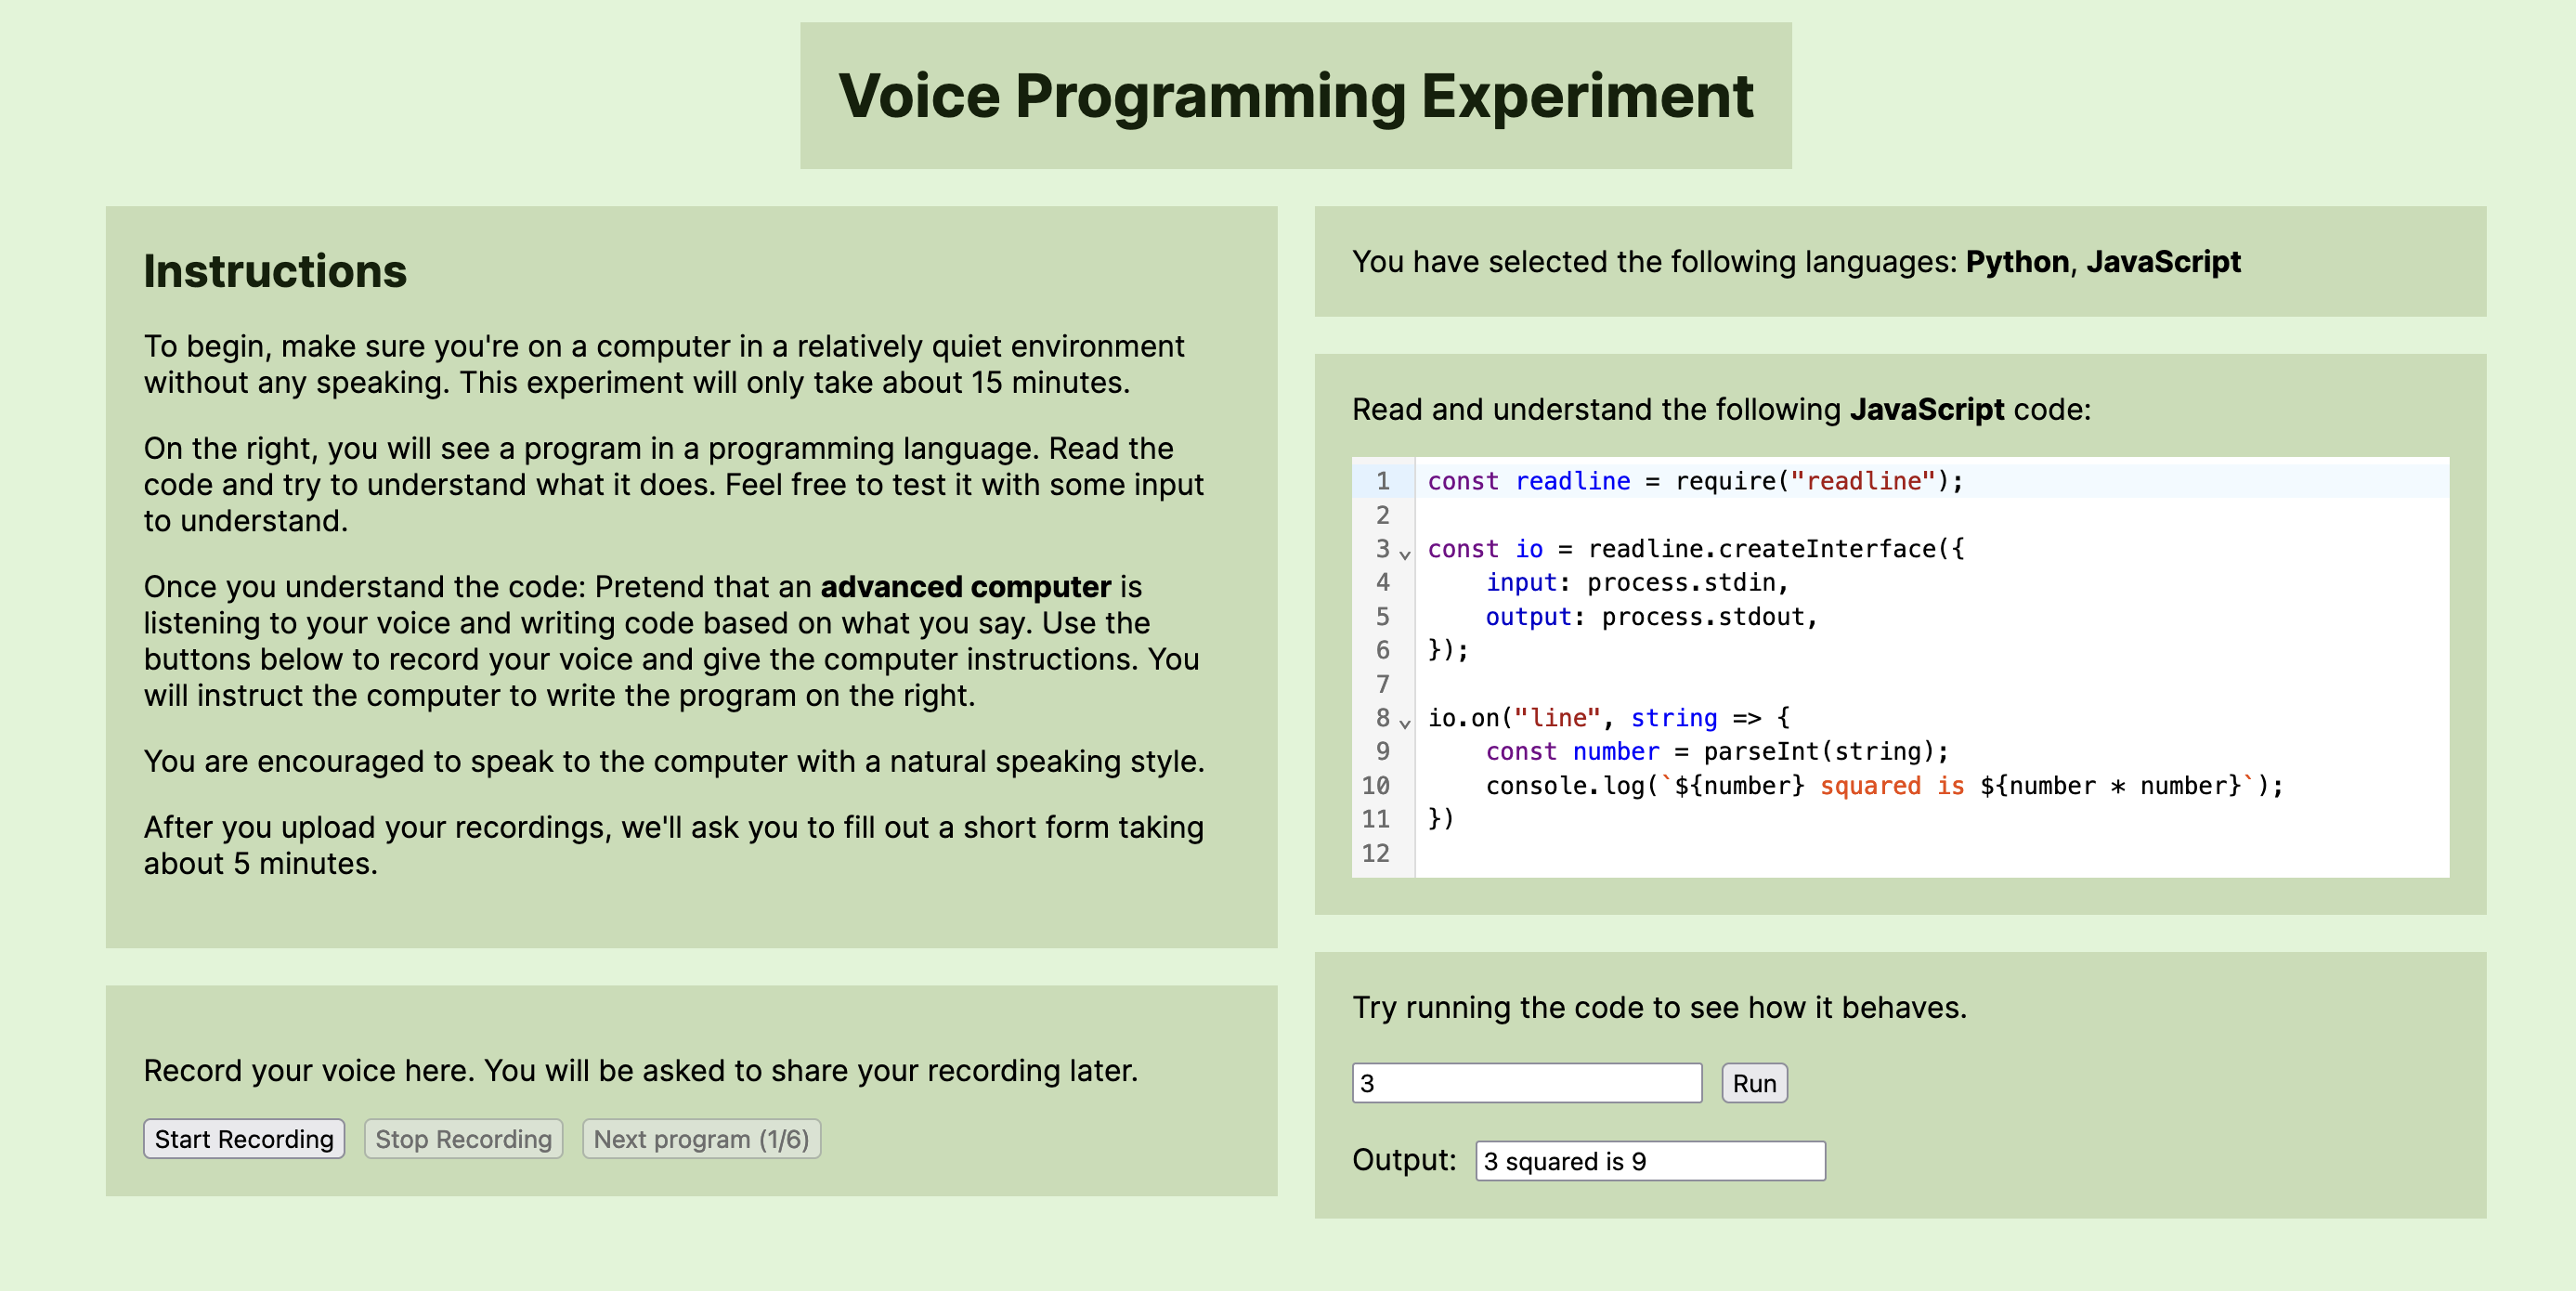 Voice Programming Experiment
Instructions
To begin, make sure you're on a computer in a relatively quiet environment
without any speaking. This experiment will only take about 15 minutes.
On the right, you will see a program in a programming language. Read the
code and try to understand what it does. Feel free to test it with some input
to understand.
Once you understand the code: Pretend that an advanced computer is
listening to your voice and writing code based on what you say. Use the
buttons below to record your voice and give the computer instructions. You
will instruct the computer to write the program on the right.
You are encouraged to speak to the computer with a natural speaking style.
After you upload your recordings, we'll ask you to fill out a short form taking
about 5 minutes.
Record your voice here. You will be asked to share your recording later.
Start Recording Stop Recording Next program (1/6)
You have selected the following languages: Python, JavaScript
Read and understand the following JavaScript code:
1 const readline = require("readline");
2
3 const io = readline.createInterface({
4     input: process.stdin,
5     output: process.stdout,
6 });
7
8 io.on("line", string => {
9     const number = parseInt(string);
10     console.log(`${number} squared is ${number * number}`);
11 })
12
Try running the code to see how it behaves.
3 Run
Output: 3 squared is 9